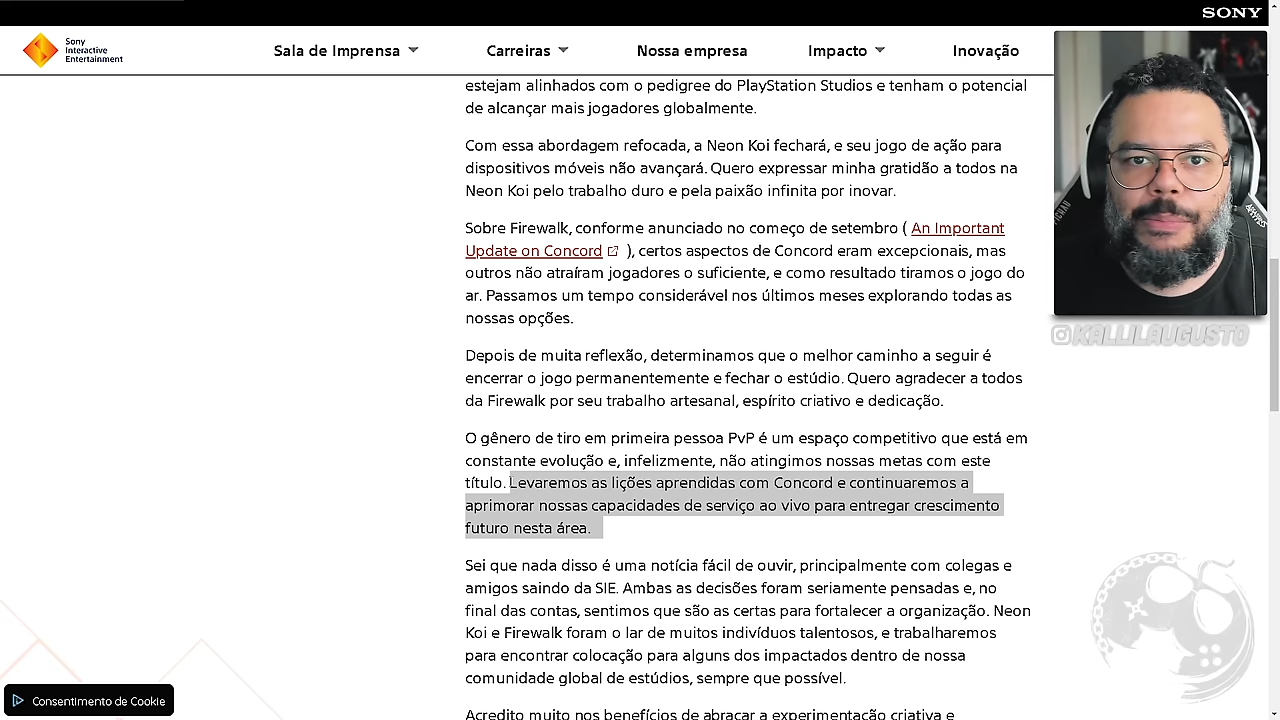 SONY
Sony
Interactive
Entertainment
Sala de Imprensa
Carreiras
Nossa empresa
Impacto
Inovação
estejam alinhados com o pedigree do PlayStation Studios e tenham o potencial
de alcançar mais jogadores globalmente.
Com essa abordagem refocada, a Neon Koi fechará, e seu jogo de ação para
dispositivos móveis não avançará. Quero expressar minha gratidão a todos na
Neon Koi pelo trabalho duro e pela paixão infinita por inovar.
Sobre Firewalk, conforme anunciado no começo de setembro ( An Important
Update on Concord ), certos aspectos de Concord eram excepcionais, mas
outros não atraíram jogadores o suficiente, e como resultado tiramos o jogo do
ar. Passamos um tempo considerável nos últimos meses explorando todas as
nossas opções.
Depois de muita reflexão, determinamos que o melhor caminho a seguir é
encerrar o jogo permanentemente e fechar o estúdio. Quero agradecer a todos
da Firewalk por seu trabalho artesanal, espírito criativo e dedicação.
O gênero de tiro em primeira pessoa PvP é um espaço competitivo que está em
constante evolução e, infelizmente, não atingimos nossas metas com este
título. Levaremos as lições aprendidas com Concord e continuaremos a
aprimorar nossas capacidades de serviço ao vivo para entregar crescimento
futuro nesta área.
Sei que nada disso é uma notícia fácil de ouvir, principalmente com colegas e
amigos saindo da SIE. Ambas as decisões foram seriamente pensadas e, no
final das contas, sentimos que são as certas para fortalecer a organização. Neon
Koi e Firewalk foram o lar de muitos indivíduos talentosos, e trabalharemos
para encontrar colocação para alguns dos impactados dentro de nossa
comunidade global de estúdios, sempre que possível.
Acredito muito nos benefícios de abraçar a experimentação criativa e
KALLILAUGUSTO
Consentimento de Cookie